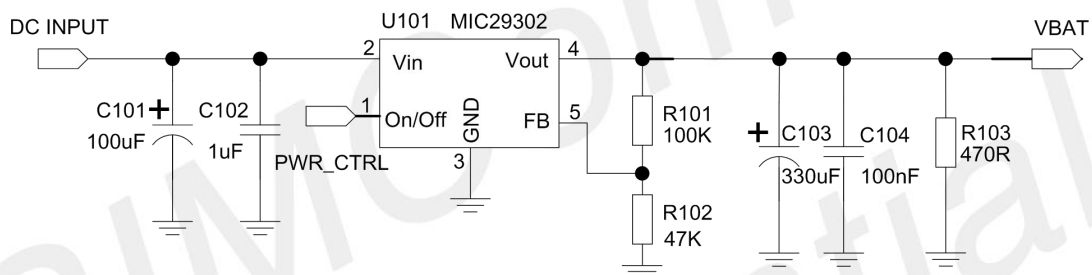 U101 MIC29302
DC INPUT
VBAT
2
Vin
Vout
4
C101
100uF
C102
1uF
1
On/Off
PWR_CTRL
GND
3
FB
5
R101
100K
R102
47K
C103
330uF
C104
100nF
R103
470R